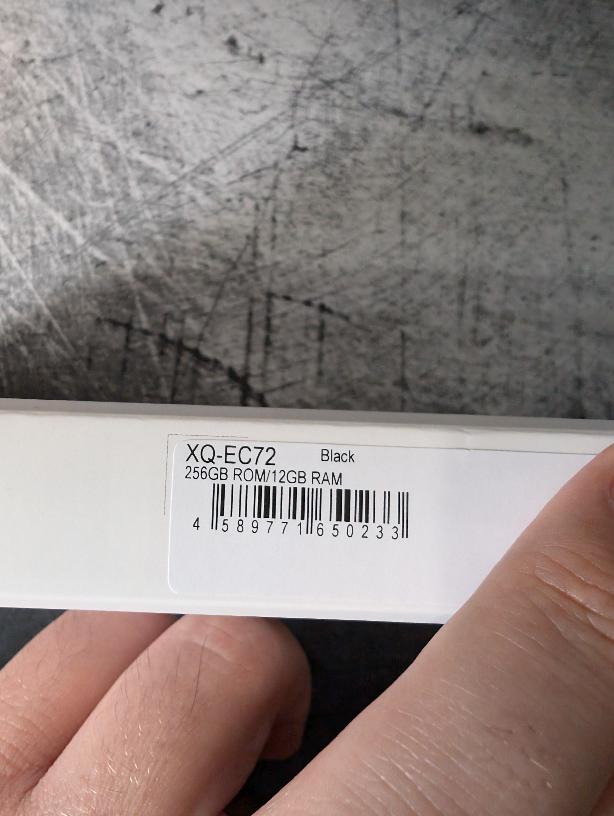 XQ-EC72 Black
256GB ROM/12GB RAM
4 589771 650233